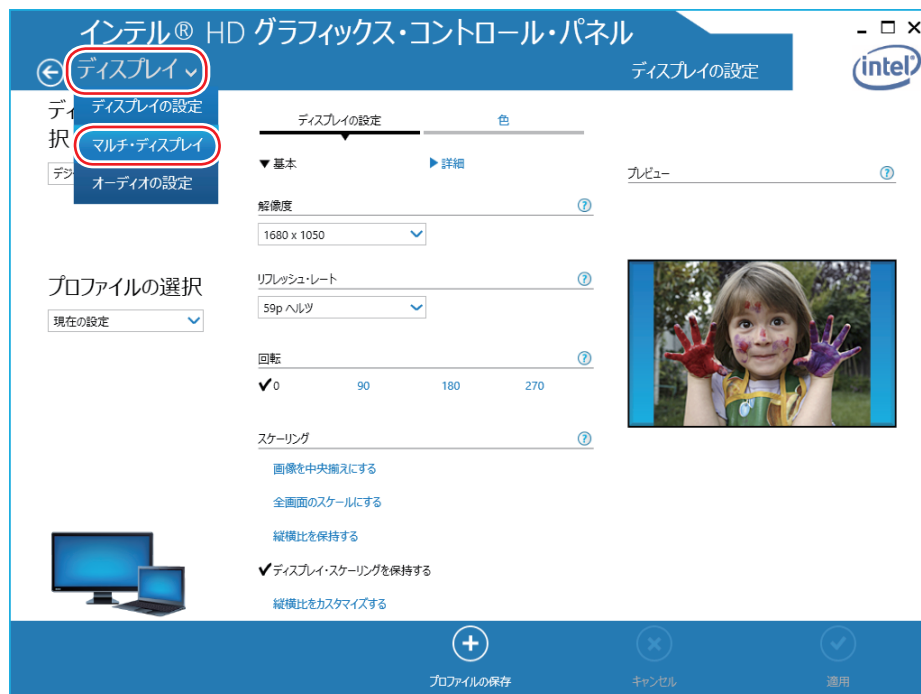 インテル® HD グラフィックス・コントロール・パネル
ディスプレイ
ディスプレイの設定
intel
ディスプレイの設定
マルチ・ディスプレイ
オーディオの設定
ディ
択
デジ
プロファイルの選択
現在の設定
ディスプレイの設定
色
▼基本
▶詳細
解像度
1680 x 1050
リフレッシュ・レート
59p ヘルツ
回転
✔0 90 180 270
スケーリング
画像を中央揃えにする
全画面のスケールにする
縦横比を保持する
✔ディスプレイ・スケーリングを保持する
縦横比をカスタマイズする
プレビュー
プロファイルの保存
キャンセル
適用